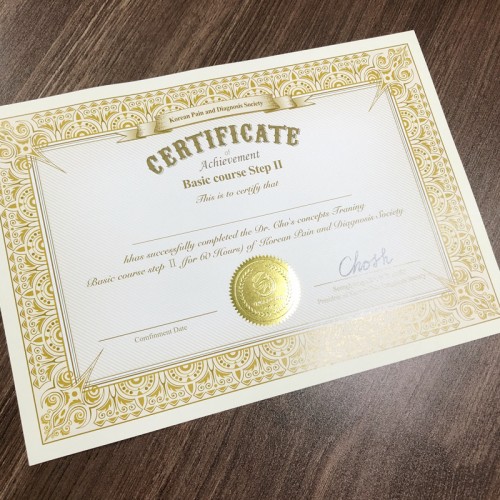 Korean Pain and Diagnosis Society
CERTIFICATE
of
Achievement
Basic course Step II
This is to certify that
hhas successfully completed the Dr. Cho's concepts Traning
Basic course step II (for 60 Hours) of Korean Pain and Diagnosis Society
Chosh
Comfinment Date